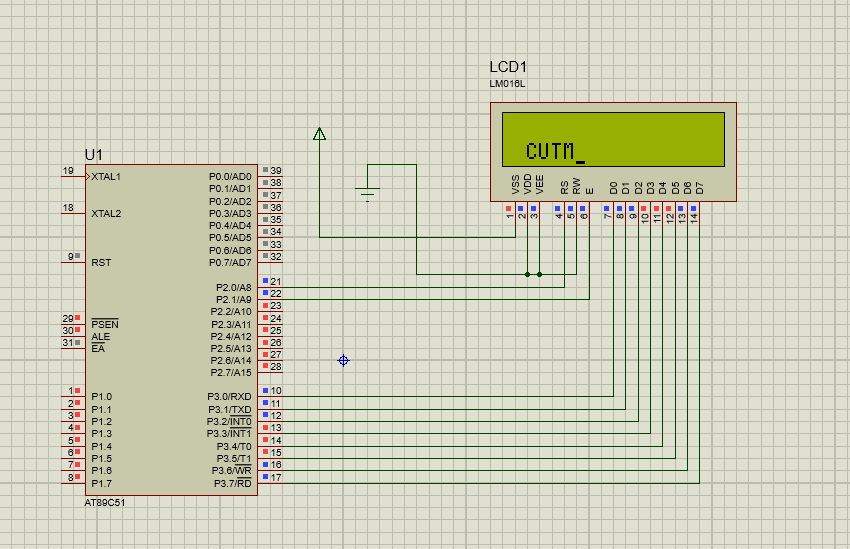 LCD1
LM016L
CUTM_
VSS VDD VEE RS RW E D0 D1 D2 D3 D4 D5 D6 D7
1 2 3 4 5 6 7 8 9 10 11 12 13 14
U1
19 XTAL1 P0.0/AD0 39
P0.1/AD1 38
P0.2/AD2 37
18 XTAL2 P0.3/AD3 36
P0.4/AD4 35
P0.5/AD5 34
P0.6/AD6 33
9 RST P0.7/AD7 32
P2.0/A8 21
P2.1/A9 22
P2.2/A10 23
29 PSEN P2.3/A11 24
30 ALE P2.4/A12 25
31 EA P2.5/A13 26
P2.6/A14 27
P2.7/A15 28
1 P1.0 P3.0/RXD 10
2 P1.1 P3.1/TXD 11
3 P1.2 P3.2/INT0 12
4 P1.3 P3.3/INT1 13
5 P1.4 P3.4/T0 14
6 P1.5 P3.5/T1 15
7 P1.6 P3.6/WR 16
8 P1.7 P3.7/RD 17
AT89C51